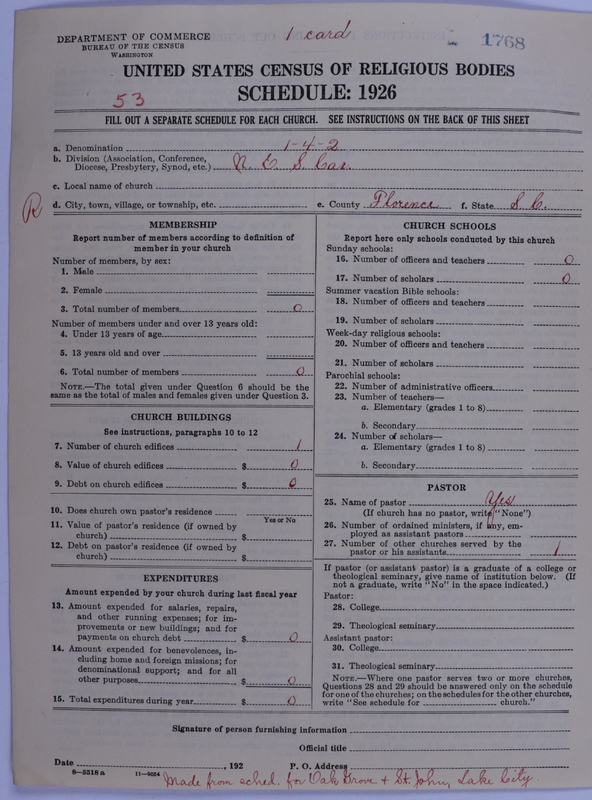 DEPARTMENT OF COMMERCE
BUREAU OF THE CENSUS
WASHINGTON
1 card
1768
UNITED STATES CENSUS OF RELIGIOUS BODIES
53
SCHEDULE: 1926
FILL OUT A SEPARATE SCHEDULE FOR EACH CHURCH. SEE INSTRUCTIONS ON THE BACK OF THIS SHEET
a. Denomination 1-4-2
b. Division (Association, Conference,
Diocese, Presbytery, Synod, etc.) N. E. S. Car.
c. Local name of church
R
d. City, town, village, or township, etc. e. County Florence f. State S. C.
MEMBERSHIP
Report number of members according to definition of
member in your church
Number of members, by sex:
1. Male
2. Female
3. Total number of members 0
Number of members under and over 13 years old:
4. Under 13 years of age
5. 13 years old and over
6. Total number of members 0
NOTE.—The total given under Question 6 should be the
same as the total of males and females given under Question 3.
CHURCH BUILDINGS
See instructions, paragraphs 10 to 12
7. Number of church edifices 1
8. Value of church edifices $ 0
9. Debt on church edifices $ 0
10. Does church own pastor's residence
Yes or No
11. Value of pastor's residence (if owned by
church) $
12. Debt on pastor's residence (if owned by
church) $
EXPENDITURES
Amount expended by your church during last fiscal year
13. Amount expended for salaries, repairs,
and other running expenses; for im-
provements or new buildings; and for
payments on church debt $ 0
14. Amount expended for benevolences, in-
cluding home and foreign missions; for
denominational support; and for all
other purposes $ 0
15. Total expenditures during year $ 0
CHURCH SCHOOLS
Report here only schools conducted by this church
Sunday schools:
16. Number of officers and teachers 0
17. Number of scholars 0
Summer vacation Bible schools:
18. Number of officers and teachers
19. Number of scholars
Week-day religious schools:
20. Number of officers and teachers
21. Number of scholars
Parochial schools:
22. Number of administrative officers
23. Number of teachers—
a. Elementary (grades 1 to 8)
b. Secondary
24. Number of scholars—
a. Elementary (grades 1 to 8)
b. Secondary
PASTOR
25. Name of pastor Yes
(If church has no pastor, write "None")
26. Number of ordained ministers, if any, em-
ployed as assistant pastors
27. Number of other churches served by the
pastor or his assistants 1
If pastor (or assistant pastor) is a graduate of a college or
theological seminary, give name of institution below. (If
not a graduate, write "No" in the space indicated.)
Pastor:
28. College
29. Theological seminary
Assistant pastor:
30. College
31. Theological seminary
NOTE.—Where one pastor serves two or more churches,
Questions 28 and 29 should be answered only on the schedule
for one of the churches; on the schedules for the other churches,
write "See schedule for church."
Signature of person furnishing information
Official title
Date , 192 P. O. Address
8—5518 a 11—9024
Made from sched. for Oak Grove + St. John, Lake City.